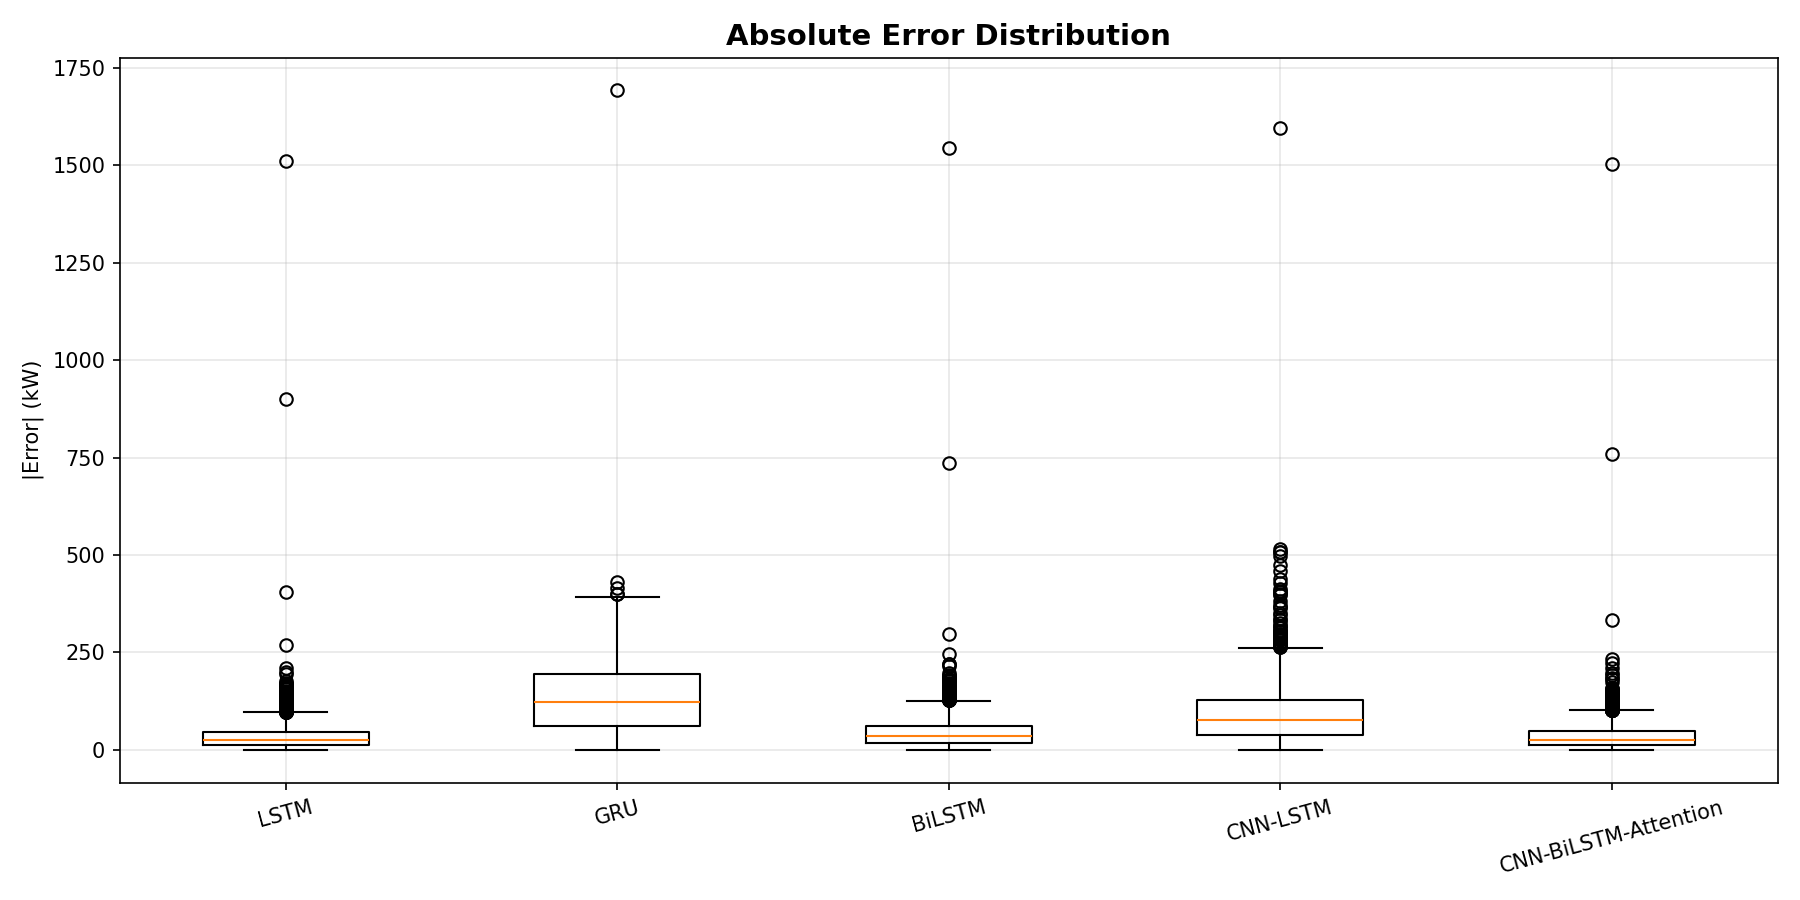 Absolute Error Distribution
|Error| (kW)
1750
1500
1250
1000
750
500
250
0
LSTM
GRU
BiLSTM
CNN-LSTM
CNN-BiLSTM-Attention